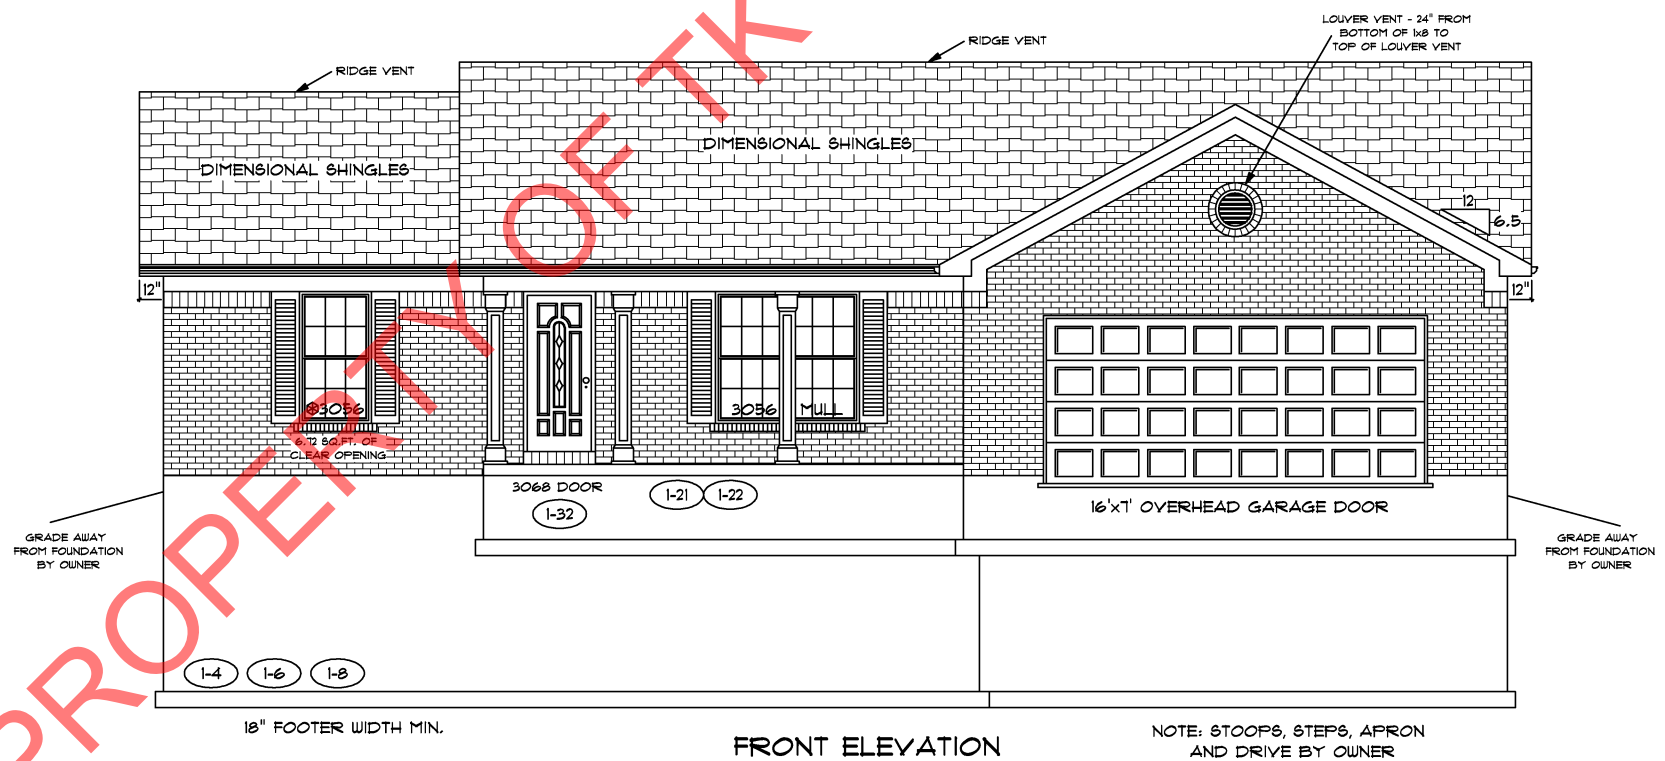 LOUVER VENT - 24" FROM
BOTTOM OF 1x8 TO
TOP OF LOUVER VENT
RIDGE VENT
RIDGE VENT
DIMENSIONAL SHINGLES
DIMENSIONAL SHINGLES
12
6.5
12"
12"
3056
3056 MULL
6.72 SQ.FT. OF
CLEAR OPENING
3068 DOOR
1-21
1-22
1-32
16'x7' OVERHEAD GARAGE DOOR
GRADE AWAY
FROM FOUNDATION
BY OWNER
GRADE AWAY
FROM FOUNDATION
BY OWNER
1-4
1-6
1-8
18" FOOTER WIDTH MIN.
FRONT ELEVATION
NOTE: STOOPS, STEPS, APRON
AND DRIVE BY OWNER
PROPERTY OF TK